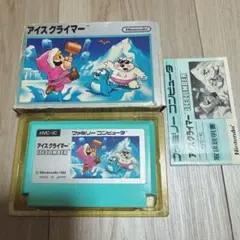 アイスクライマー
Nintendo
ファミリー コンピュータ
アイスクライマー
ICE CLIMBER
取扱説明書
HVC-IC
ファミリー コンピュータ
アイスクライマー
ICE CLIMBER